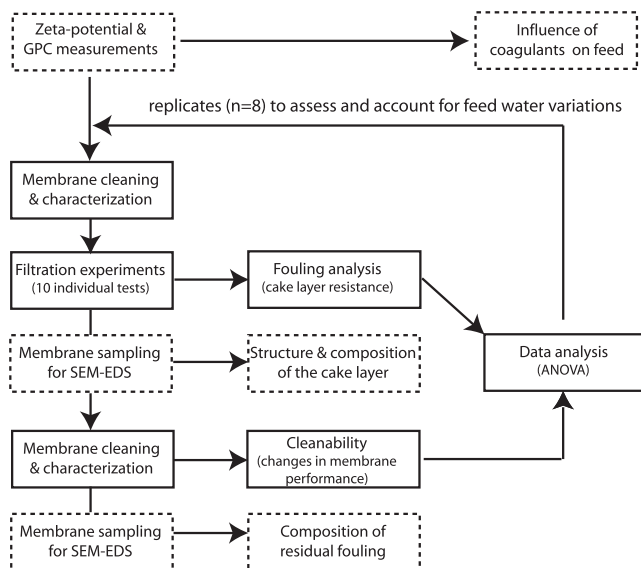 Zeta-potential &
GPC measurements
Influence of
coagulants on feed
replicates (n=8) to assess and account for feed water variations
Membrane cleaning
& characterization
Filtration experiments
(10 individual tests)
Fouling analysis
(cake layer resistance)
Membrane sampling
for SEM-EDS
Structure & composition
of the cake layer
Data analysis
(ANOVA)
Membrane cleaning
& characterization
Cleanability
(changes in membrane
performance)
Membrane sampling
for SEM-EDS
Composition of
residual fouling